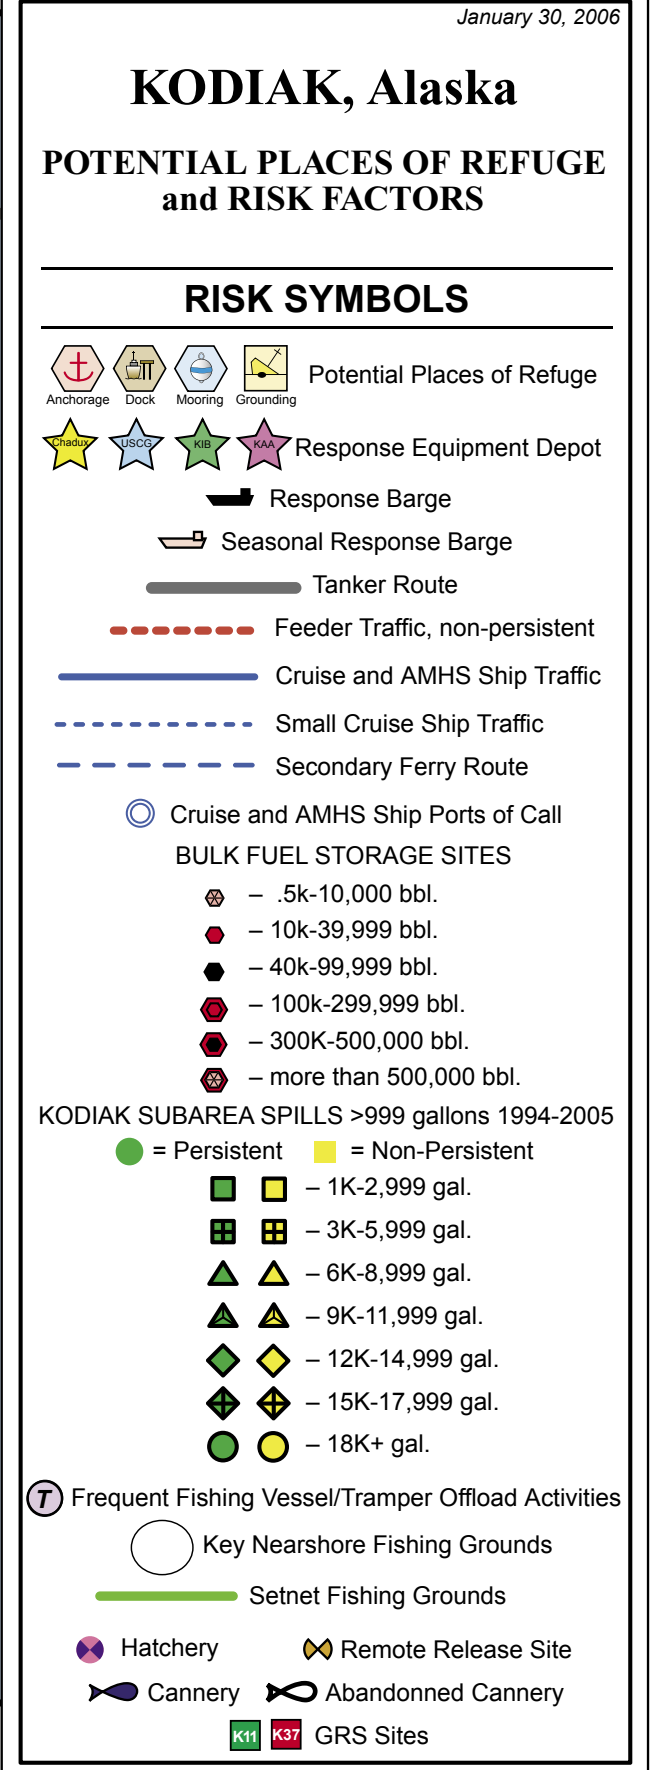 January 30, 2006
KODIAK, Alaska
POTENTIAL PLACES OF REFUGE
and RISK FACTORS
RISK SYMBOLS
Potential Places of Refuge
Anchorage Dock Mooring Grounding
Chadux USCG KIB KAA Response Equipment Depot
Response Barge
Seasonal Response Barge
Tanker Route
Feeder Traffic, non-persistent
Cruise and AMHS Ship Traffic
Small Cruise Ship Traffic
Secondary Ferry Route
Cruise and AMHS Ship Ports of Call
BULK FUEL STORAGE SITES
– .5k-10,000 bbl.
– 10k-39,999 bbl.
– 40k-99,999 bbl.
– 100k-299,999 bbl.
– 300K-500,000 bbl.
– more than 500,000 bbl.
KODIAK SUBAREA SPILLS >999 gallons 1994-2005
= Persistent = Non-Persistent
– 1K-2,999 gal.
– 3K-5,999 gal.
– 6K-8,999 gal.
– 9K-11,999 gal.
– 12K-14,999 gal.
– 15K-17,999 gal.
– 18K+ gal.
T Frequent Fishing Vessel/Tramper Offload Activities
Key Nearshore Fishing Grounds
Setnet Fishing Grounds
Hatchery Remote Release Site
Cannery Abandonned Cannery
K11 K37 GRS Sites